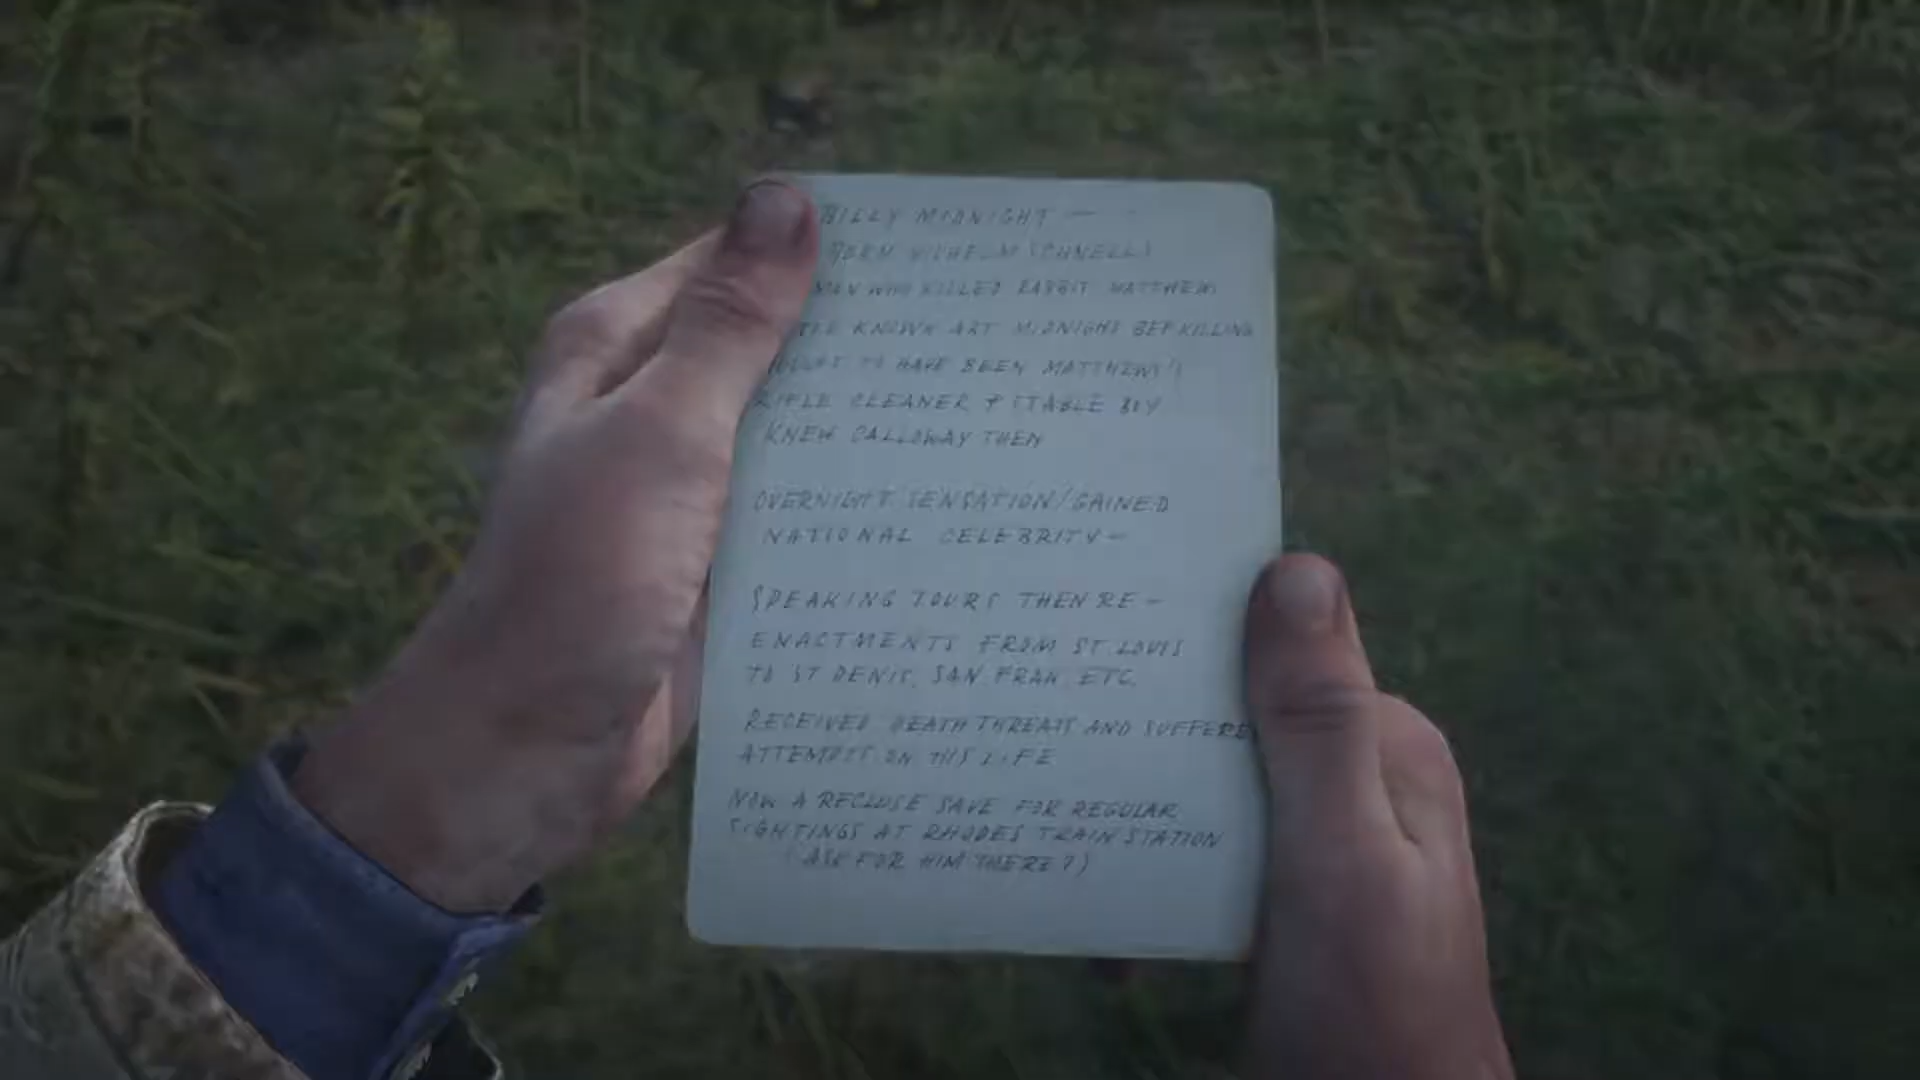 BILLY MIDNIGHT —
BORN WILHELM SCHNELL)
MAN WHO KILLED RABBIT MATTHEWS
KNOWN ABT MIDNIGHT BEF KILLING
TO HAVE BEEN MATTHEWS'S
RIFLE CLEANER + STABLE BOY
KNEW CALLOWAY THEN
OVERNIGHT SENSATION/GAINED
NATIONAL CELEBRITY—
SPEAKING TOURS THEN RE-
ENACTMENTS FROM ST LOUIS
TO ST DENIS, SAN FRAN ETC.
RECEIVED DEATH THREATS AND SUFFERE
ATTEMPTS ON HIS LIFE
NOW A RECLUSE SAVE FOR REGULAR
SIGHTINGS AT RHODES TRAIN STATION
(ASK FOR HIM THERE?)